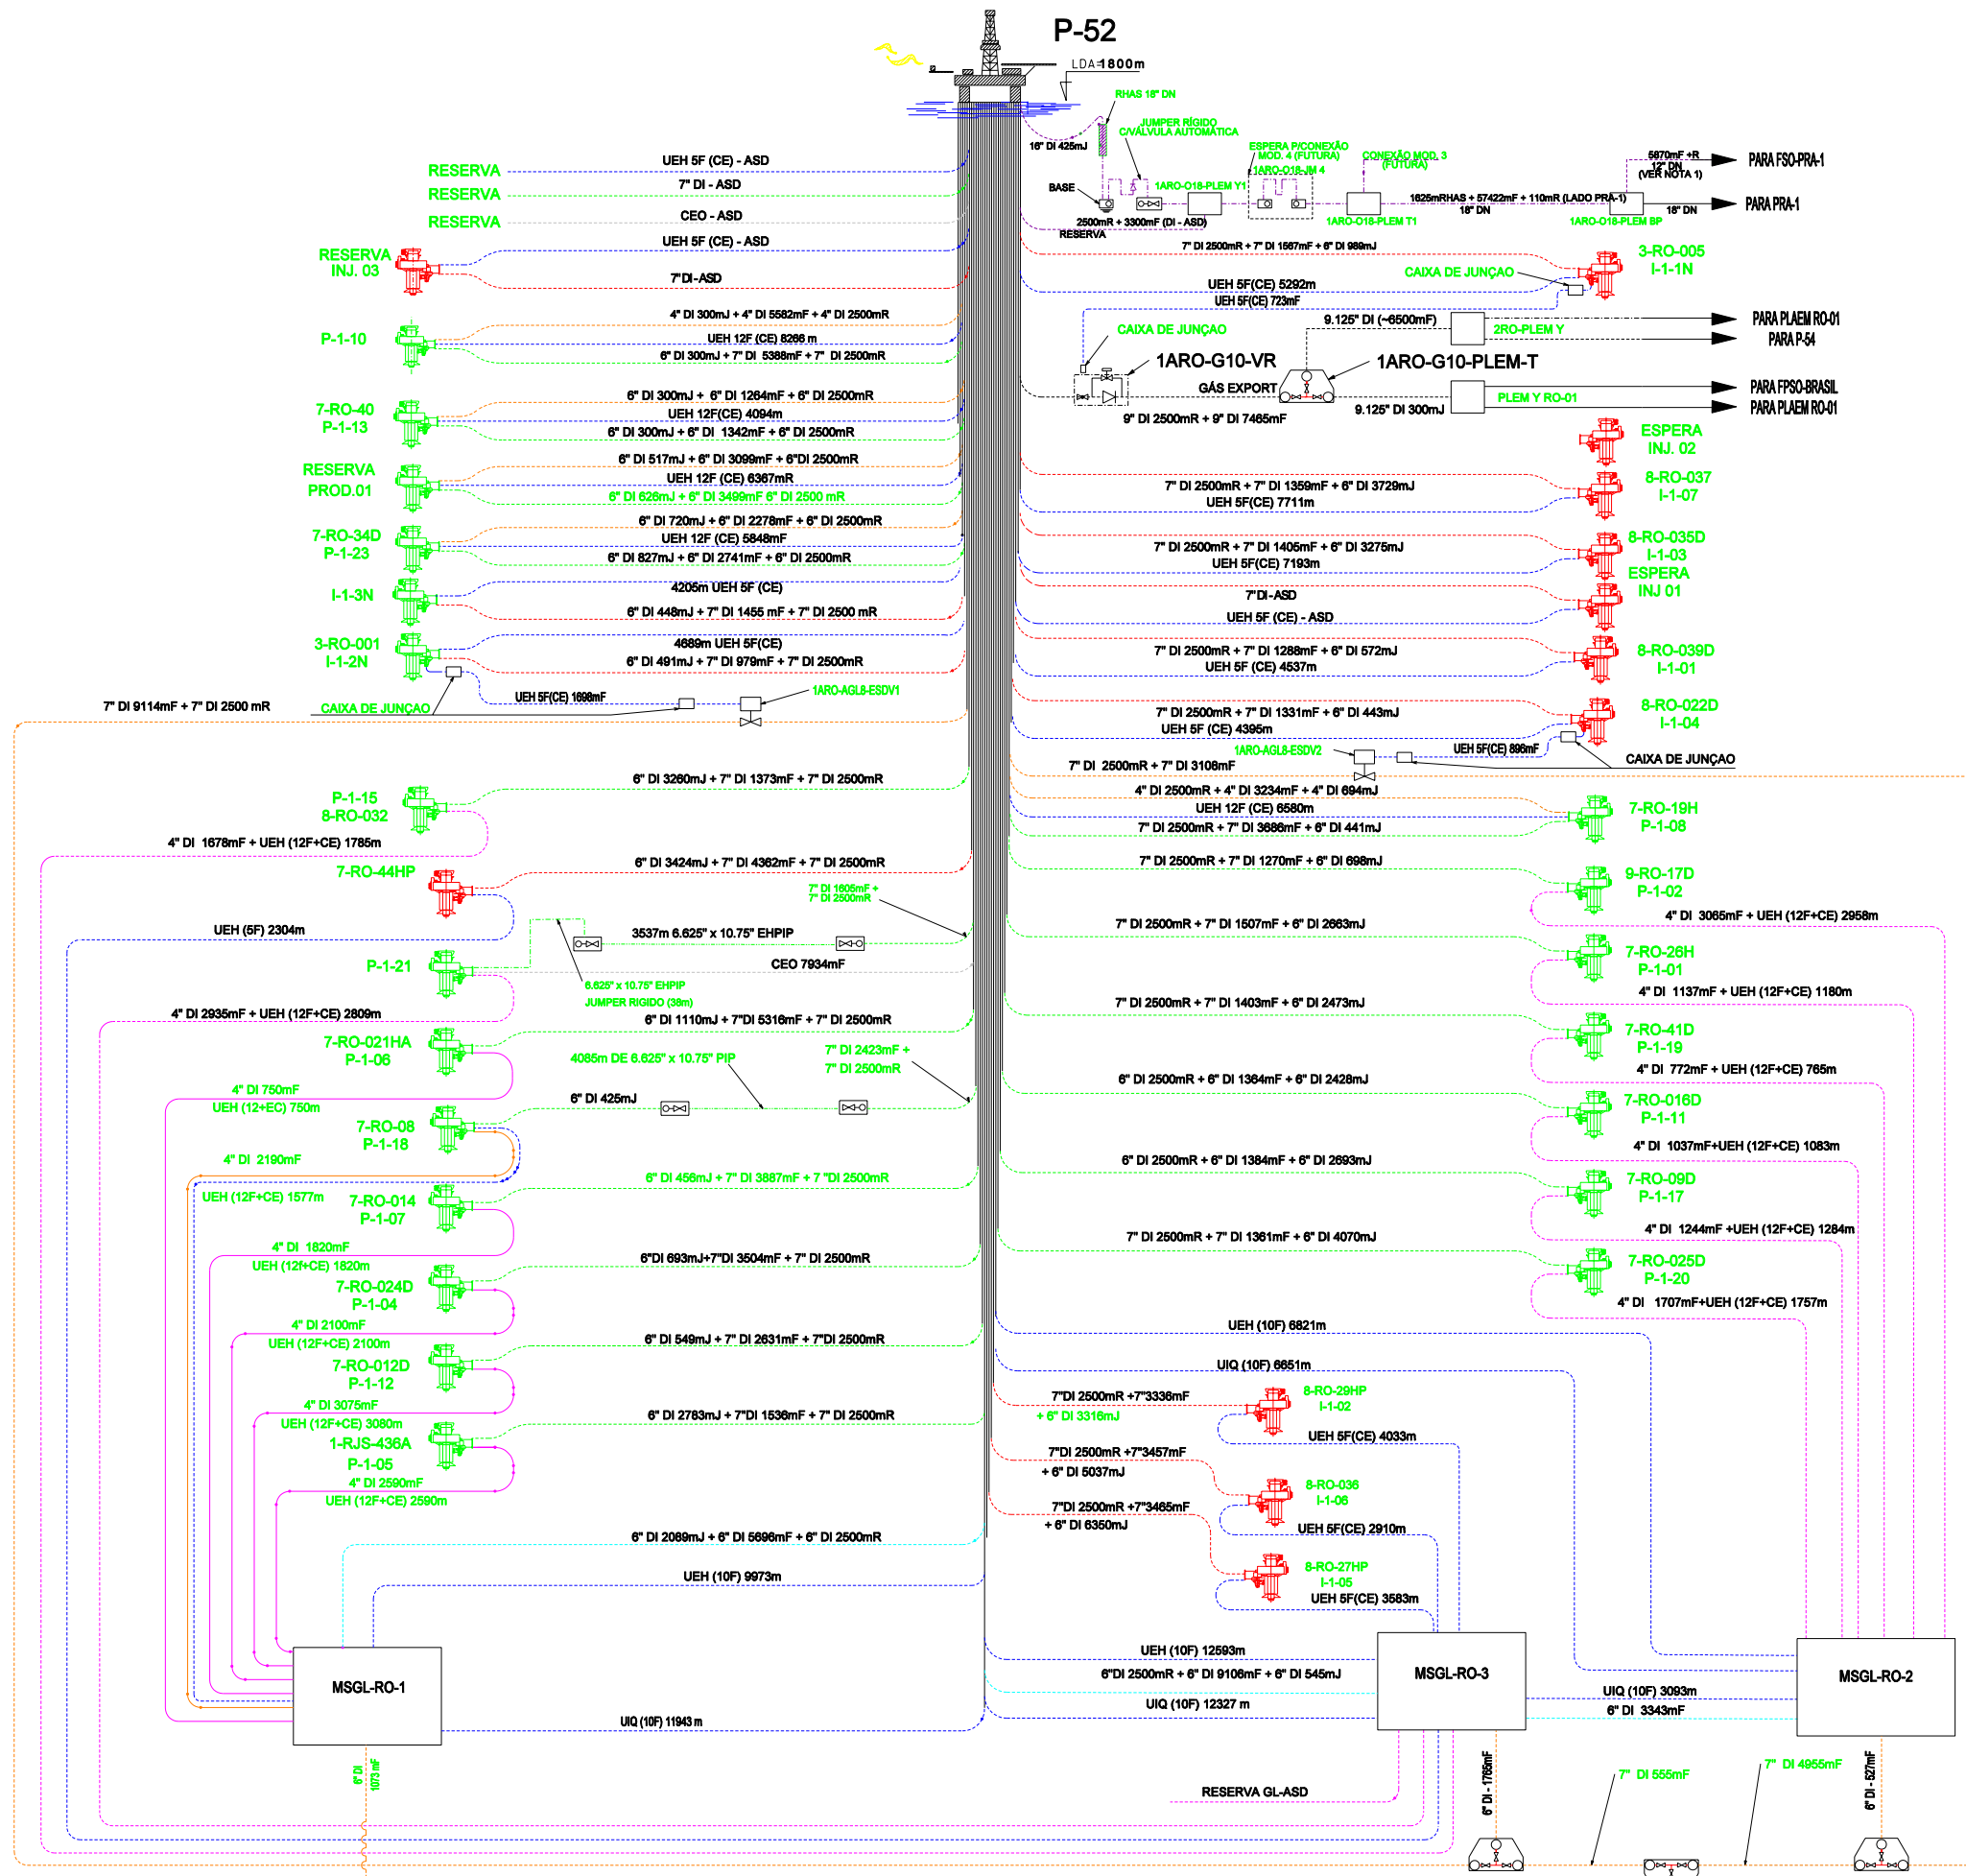 P-52
LDA=1800m
RHAS 18" DN
JUMPER RÍGIDO
C/VÁLVULA AUTOMÁTICA
16" DI 425mJ
ESPERA P/CONEXÃO
MOD. 4 (FUTURA)
1ARO-O18-JM 4
CONEXÃO MOD. 3
(FUTURA)
5870mF +R
12" DN
(VER NOTA 1)
PARA FSO-PRA-1
BASE
1ARO-O18-PLEM Y1
1625mRHAS + 57422mF + 110mR (LADO PRA-1)
18" DN
18" DN
PARA PRA-1
2500mR + 3300mF (DI - ASD)
RESERVA
1ARO-O18-PLEM T1
1ARO-O18-PLEM BP
RESERVA
UEH 5F (CE) - ASD
RESERVA
7" DI - ASD
RESERVA
CEO - ASD
RESERVA
INJ. 03
UEH 5F (CE) - ASD
7" DI-ASD
7" DI 2500mR + 7" DI 1567mF + 6" DI 989mJ
3-RO-005
I-1-1N
CAIXA DE JUNÇAO
UEH 5F(CE) 5292m
UEH 5F(CE) 723mF
P-1-10
4" DI 300mJ + 4" DI 5582mF + 4" DI 2500mR
UEH 12F (CE) 8266 m
6" DI 300mJ + 7" DI 5388mF + 7" DI 2500mR
CAIXA DE JUNÇAO
9.125" DI (~6500mF)
2RO-PLEM Y
PARA PLAEM RO-01
PARA P-54
1ARO-G10-VR
1ARO-G10-PLEM-T
GÁS EXPORT
9" DI 2500mR + 9" DI 7465mF
9.125" DI 300mJ
PLEM Y RO-01
PARA FPSO-BRASIL
PARA PLAEM RO-01
7-RO-40
P-1-13
6" DI 300mJ + 6" DI 1264mF + 6" DI 2500mR
UEH 12F(CE) 4094m
6" DI 300mJ + 6" DI 1342mF + 6" DI 2500mR
ESPERA
INJ. 02
RESERVA
PROD.01
6" DI 517mJ + 6" DI 3099mF + 6"DI 2500mR
UEH 12F (CE) 6367mR
6" DI 626mJ + 6" DI 3499mF 6" DI 2500 mR
7" DI 2500mR + 7" DI 1359mF + 6" DI 3729mJ
UEH 5F(CE) 7711m
8-RO-037
I-1-07
7-RO-34D
P-1-23
6" DI 720mJ + 6" DI 2278mF + 6" DI 2500mR
UEH 12F (CE) 5848mF
6" DI 827mJ + 6" DI 2741mF + 6" DI 2500mR
7" DI 2500mR + 7" DI 1405mF + 6" DI 3275mJ
UEH 5F(CE) 7193m
8-RO-035D
I-1-03
I-1-3N
4205m UEH 5F (CE)
6" DI 448mJ + 7" DI 1455 mF + 7" DI 2500 mR
ESPERA
INJ 01
7" DI-ASD
UEH 5F (CE) - ASD
3-RO-001
I-1-2N
4689m UEH 5F(CE)
6" DI 491mJ + 7" DI 979mF + 7" DI 2500mR
7" DI 2500mR + 7" DI 1288mF + 6" DI 572mJ
UEH 5F (CE) 4537m
8-RO-039D
I-1-01
7" DI 9114mF + 7" DI 2500 mR
CAIXA DE JUNÇAO
UEH 5F(CE) 1698mF
1ARO-AGL8-ESDV1
7" DI 2500mR + 7" DI 1331mF + 6" DI 443mJ
UEH 5F (CE) 4395m
8-RO-022D
I-1-04
1ARO-AGL8-ESDV2
UEH 5F(CE) 896mF
CAIXA DE JUNÇAO
7" DI 2500mR + 7" DI 3108mF
P-1-15
8-RO-032
6" DI 3260mJ + 7" DI 1373mF + 7" DI 2500mR
4" DI 1678mF + UEH (12F+CE) 1785m
4" DI 2500mR + 4" DI 3234mF + 4" DI 694mJ
UEH 12F (CE) 6580m
7" DI 2500mR + 7" DI 3686mF + 6" DI 441mJ
7-RO-19H
P-1-08
7-RO-44HP
6" DI 3424mJ + 7" DI 4362mF + 7" DI 2500mR
UEH (5F) 2304m
7" DI 2500mR + 7" DI 1270mF + 6" DI 698mJ
9-RO-17D
P-1-02
4" DI 3065mF + UEH (12F+CE) 2958m
7" DI 1605mF +
7" DI 2500mR
3537m 6.625" x 10.75" EHPIP
P-1-21
CEO 7934mF
6.625" x 10.75" EHPIP
JUMPER RIGIDO (38m)
4" DI 2935mF + UEH (12F+CE) 2809m
7" DI 2500mR + 7" DI 1507mF + 6" DI 2663mJ
7-RO-26H
P-1-01
4" DI 1137mF + UEH (12F+CE) 1180m
7-RO-021HA
P-1-06
6" DI 1110mJ + 7"DI 5316mF + 7" DI 2500mR
4" DI 750mF
UEH (12+EC) 750m
7" DI 2500mR + 7" DI 1403mF + 6" DI 2473mJ
7-RO-41D
P-1-19
4" DI 772mF + UEH (12F+CE) 765m
4085m DE 6.625" x 10.75" PIP
7" DI 2423mF +
7" DI 2500mR
7-RO-08
P-1-18
6" DI 425mJ
4" DI 2190mF
UEH (12F+CE) 1577m
6" DI 2500mR + 6" DI 1364mF + 6" DI 2428mJ
7-RO-016D
P-1-11
4" DI 1037mF+UEH (12F+CE) 1083m
7-RO-014
P-1-07
6" DI 456mJ + 7" DI 3887mF + 7 "DI 2500mR
4" DI 1820mF
UEH (12f+CE) 1820m
6" DI 2500mR + 6" DI 1384mF + 6" DI 2693mJ
7-RO-09D
P-1-17
4" DI 1244mF +UEH (12F+CE) 1284m
7-RO-024D
P-1-04
6"DI 693mJ+7"DI 3504mF + 7" DI 2500mR
4" DI 2100mF
UEH (12F+CE) 2100m
7" DI 2500mR + 7" DI 1361mF + 6" DI 4070mJ
7-RO-025D
P-1-20
4" DI 1707mF+UEH (12F+CE) 1757m
7-RO-012D
P-1-12
6" DI 549mJ + 7" DI 2631mF + 7"DI 2500mR
4" DI 3075mF
UEH (12F+CE) 3080m
UEH (10F) 6821m
UIQ (10F) 6651m
1-RJS-436A
P-1-05
6" DI 2783mJ + 7"DI 1536mF + 7" DI 2500mR
4" DI 2590mF
UEH (12F+CE) 2590m
7"DI 2500mR +7"3336mF
+ 6" DI 3316mJ
8-RO-29HP
I-1-02
UEH 5F(CE) 4033m
7"DI 2500mR +7"3457mF
+ 6" DI 5037mJ
8-RO-036
I-1-06
UEH 5F(CE) 2910m
7"DI 2500mR +7"3465mF
+ 6" DI 6350mJ
8-RO-27HP
I-1-05
UEH 5F(CE) 3583m
6" DI 2089mJ + 6" DI 5696mF + 6" DI 2500mR
UEH (10F) 9973m
MSGL-RO-1
UIQ (10F) 11943 m
UEH (10F) 12593m
6"DI 2500mR + 6" DI 9106mF + 6" DI 545mJ
UIQ (10F) 12327 m
MSGL-RO-3
UIQ (10F) 3093m
6" DI 3343mF
MSGL-RO-2
6" DI
1073 mF
RESERVA GL-ASD
6" DI - 1765mF
7" DI 555mF
7" DI 4955mF
6" DI - 527mF